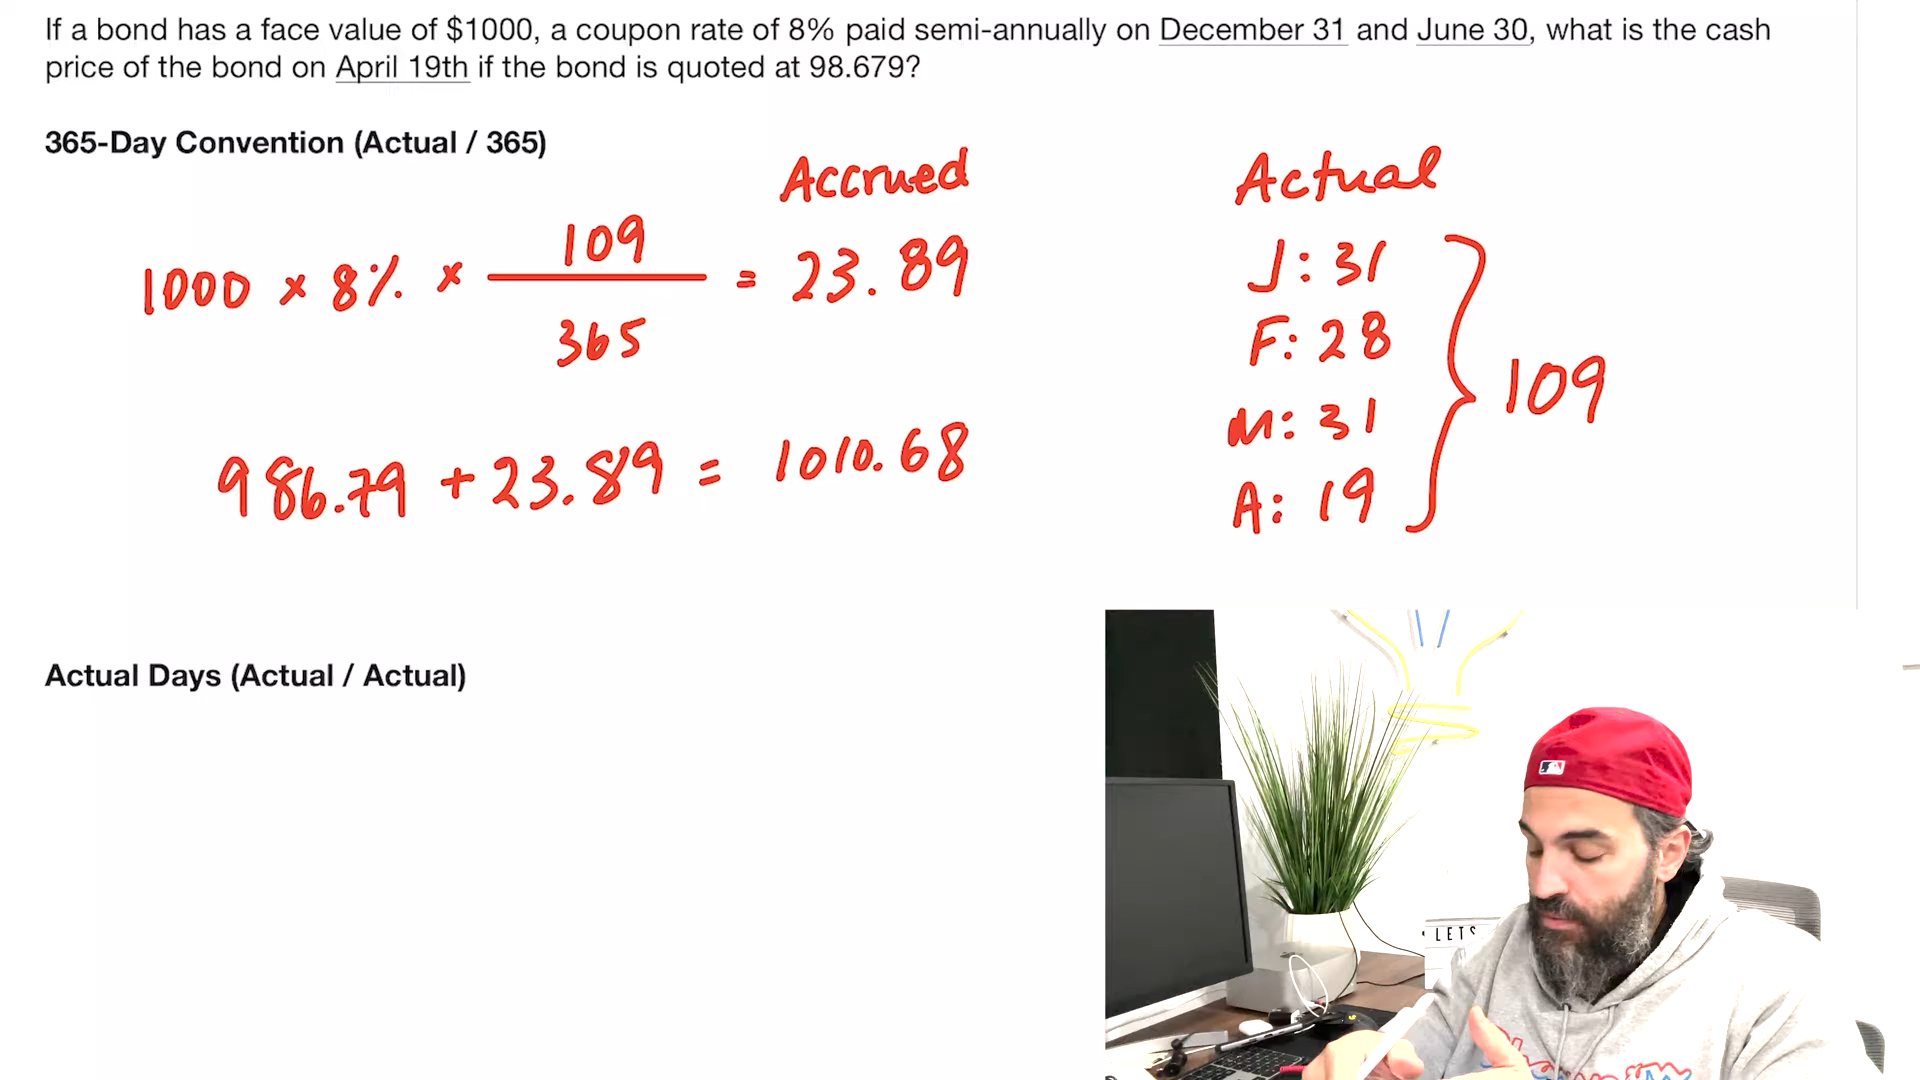 If a bond has a face value of $1000, a coupon rate of 8% paid semi-annually on December 31 and June 30, what is the cash
price of the bond on April 19th if the bond is quoted at 98.679?
365-Day Convention (Actual / 365)
Accrued
1000 × 8% × 109 / 365 = 23.89
986.79 + 23.89 = 1010.68
Actual
J: 31
F: 28
M: 31
A: 19
109
Actual Days (Actual / Actual)
LETS